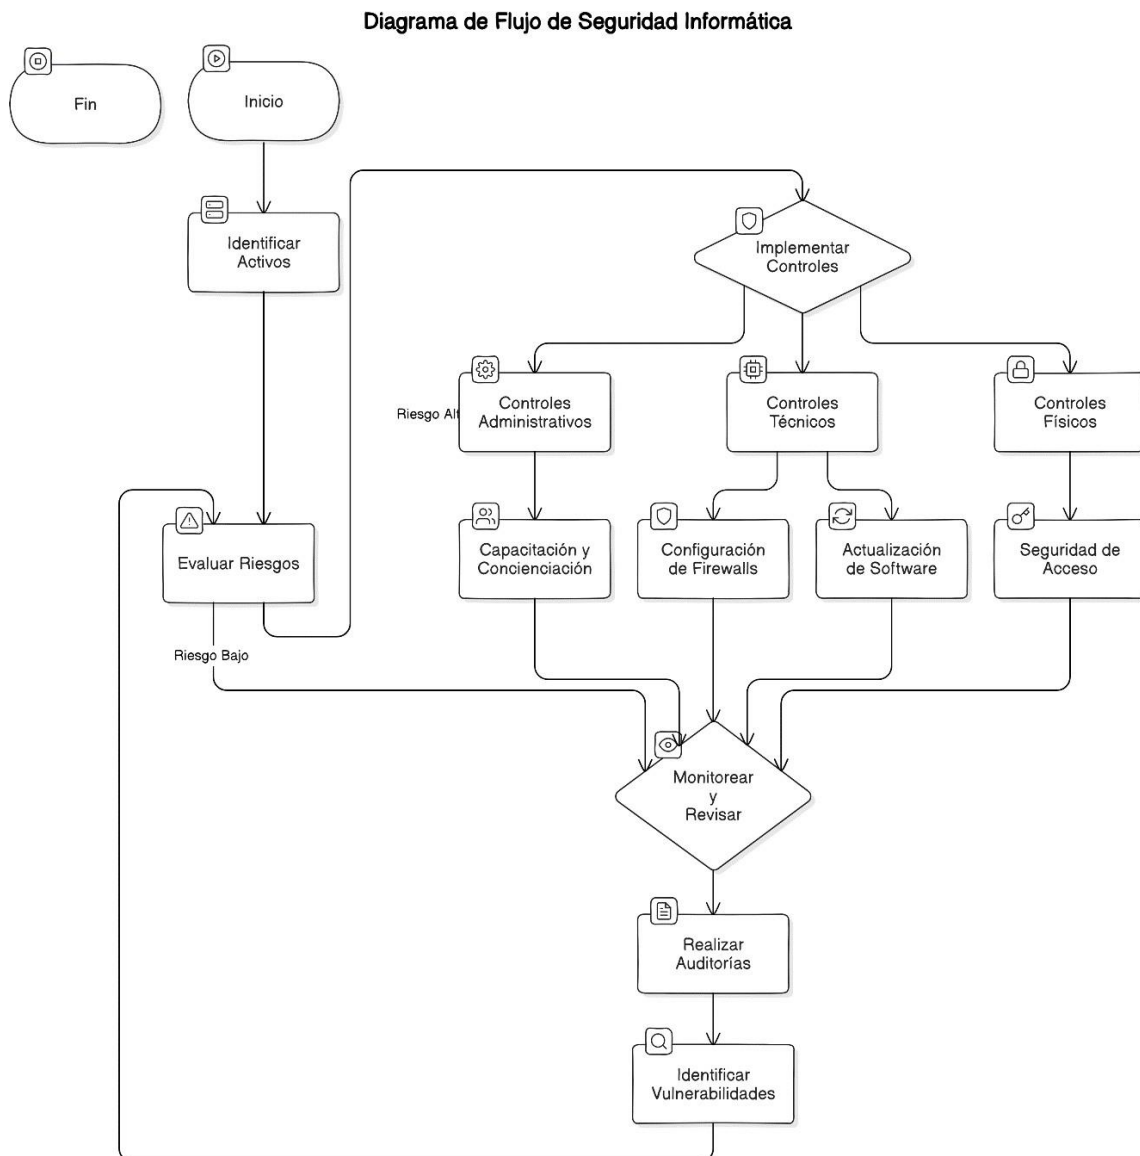 Diagrama de Flujo de Seguridad Informática
Fin
Inicio
Identificar
Activos
Implementar
Controles
Riesgo Alt
Controles
Administrativos
Controles
Técnicos
Controles
Físicos
Evaluar Riesgos
Capacitación y
Concienciación
Configuración
de Firewalls
Actualización
de Software
Seguridad de
Acceso
Riesgo Bajo
Monitorear
y
Revisar
Realizar
Auditorías
Identificar
Vulnerabilidades